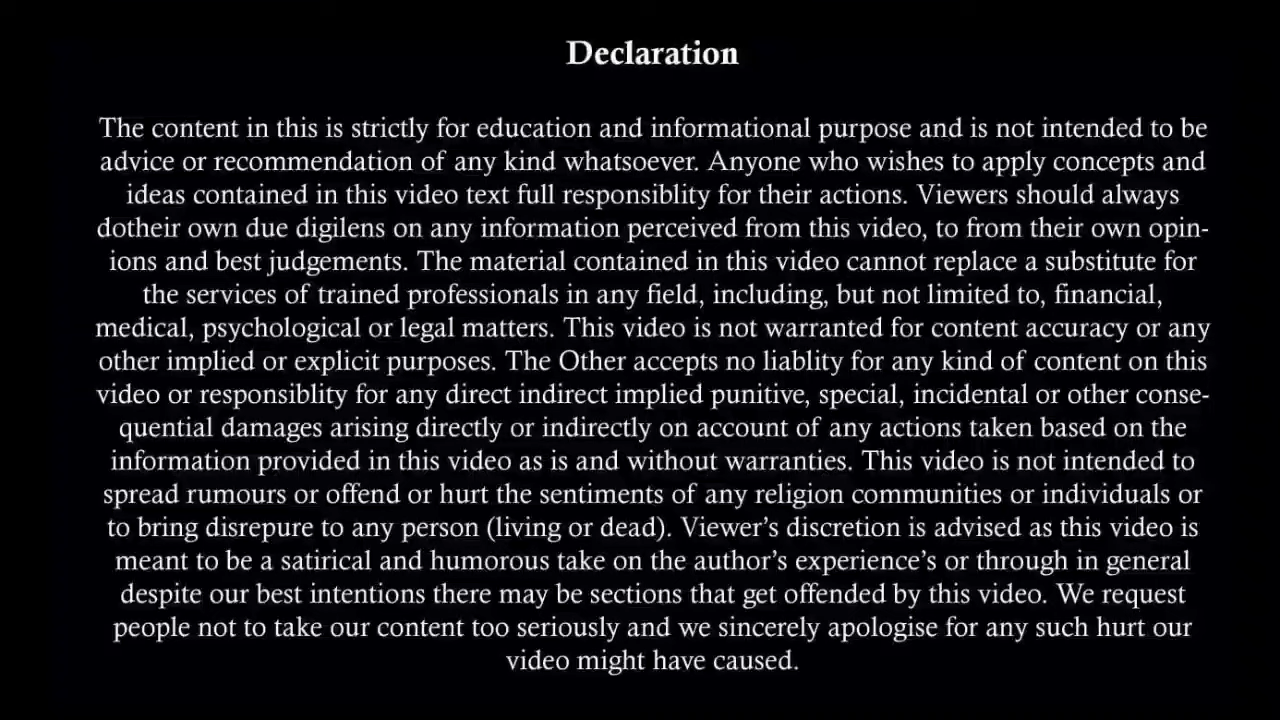 Declaration
The content in this is strictly for education and informational purpose and is not intended to be
advice or recommendation of any kind whatsoever. Anyone who wishes to apply concepts and
ideas contained in this video text full responsiblity for their actions. Viewers should always
dotheir own due digilens on any information perceived from this video, to from their own opin-
ions and best judgements. The material contained in this video cannot replace a substitute for
the services of trained professionals in any field, including, but not limited to, financial,
medical, psychological or legal matters. This video is not warranted for content accuracy or any
other implied or explicit purposes. The Other accepts no liablity for any kind of content on this
video or responsiblity for any direct indirect implied punitive, special, incidental or other conse-
quential damages arising directly or indirectly on account of any actions taken based on the
information provided in this video as is and without warranties. This video is not intended to
spread rumours or offend or hurt the sentiments of any religion communities or individuals or
to bring disrepure to any person (living or dead). Viewer's discretion is advised as this video is
meant to be a satirical and humorous take on the author's experience's or through in general
despite our best intentions there may be sections that get offended by this video. We request
people not to take our content too seriously and we sincerely apologise for any such hurt our
video might have caused.